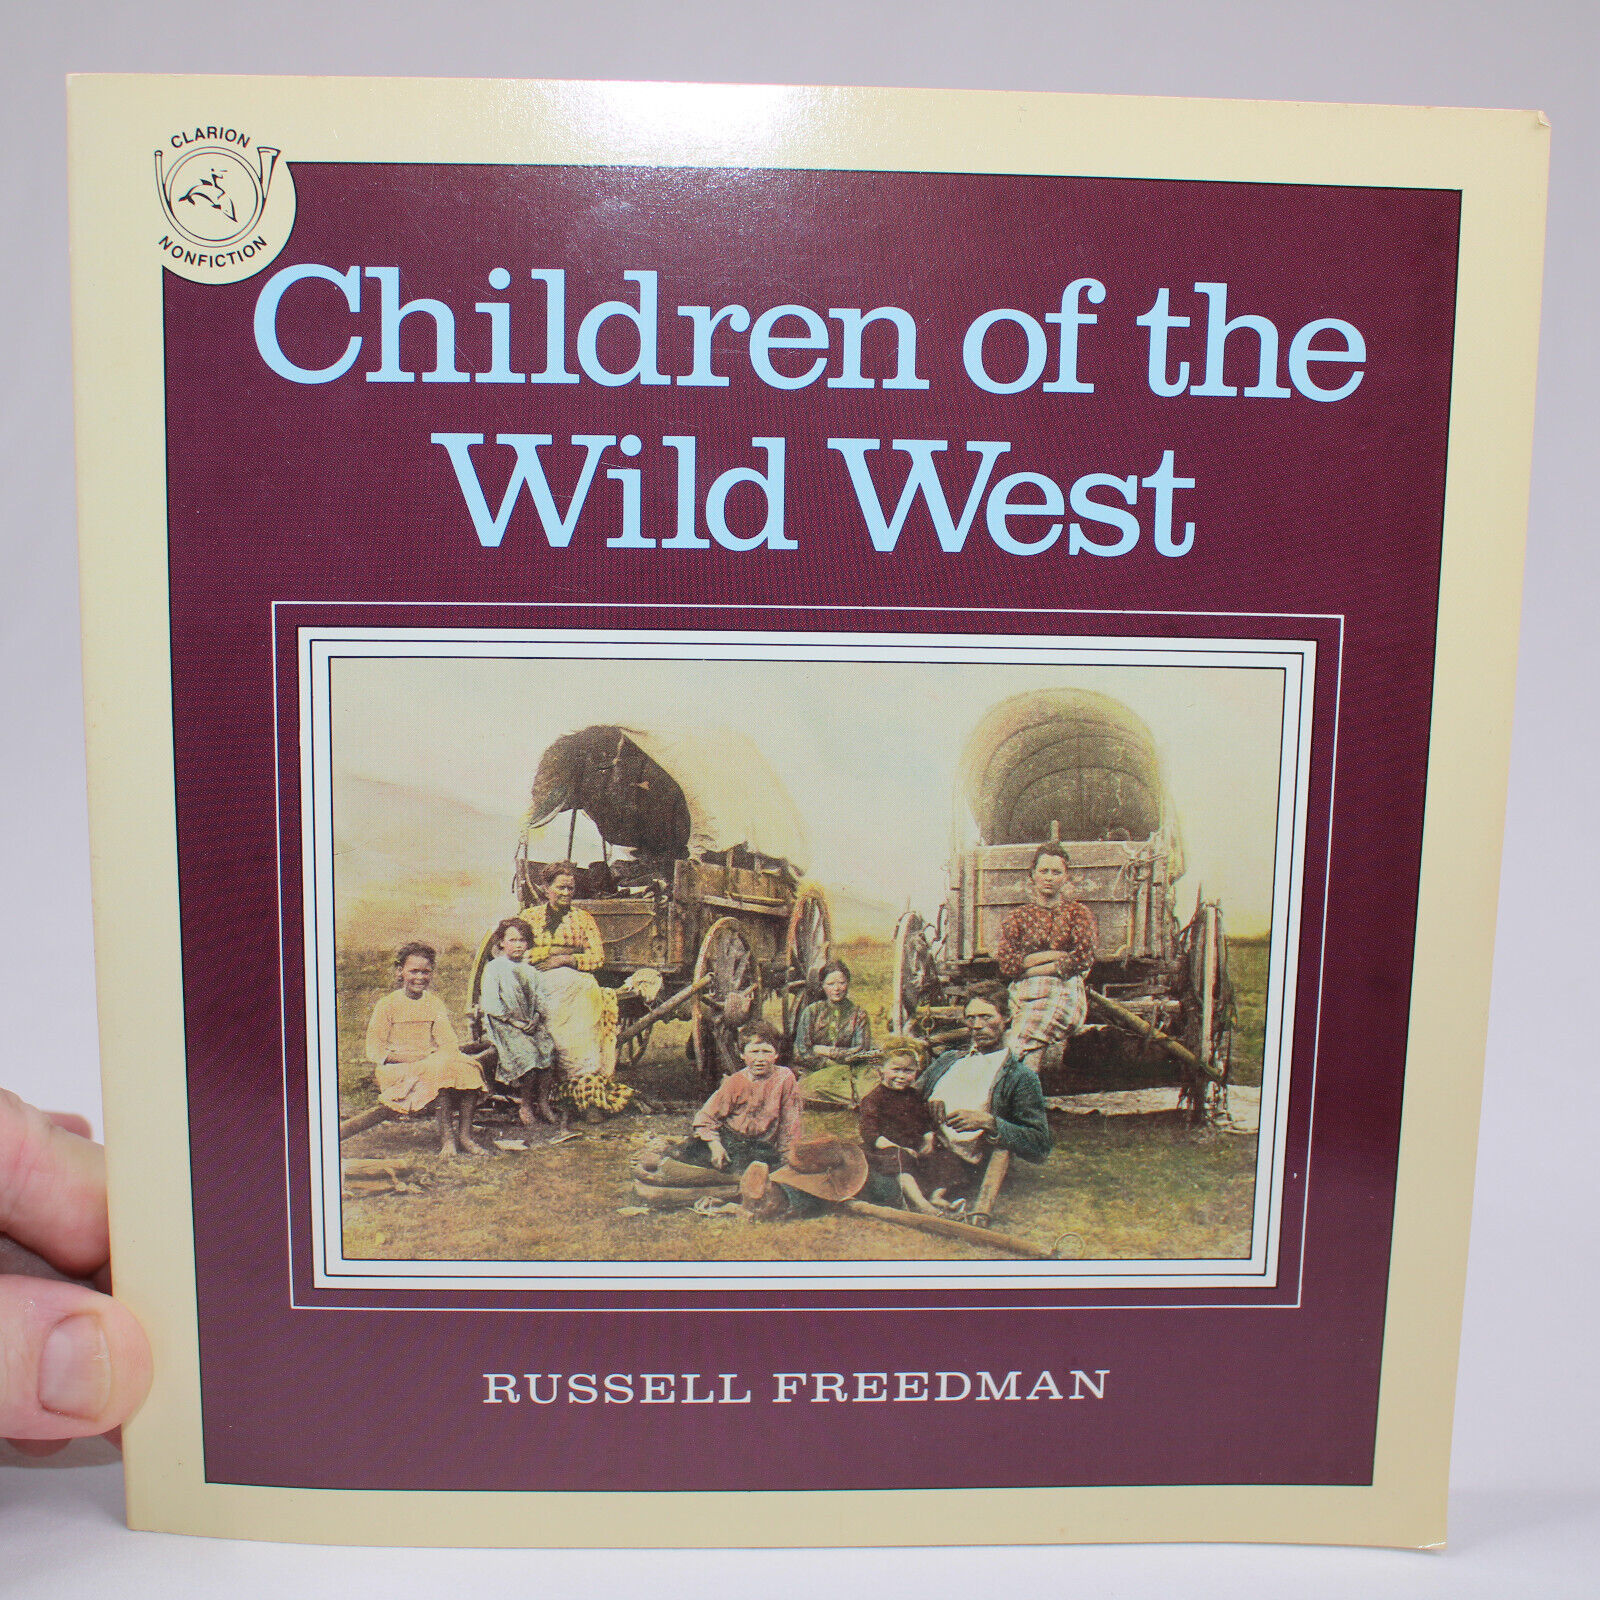 CLARION
NONFICTION
Children of the
Wild West
RUSSELL FREEDMAN